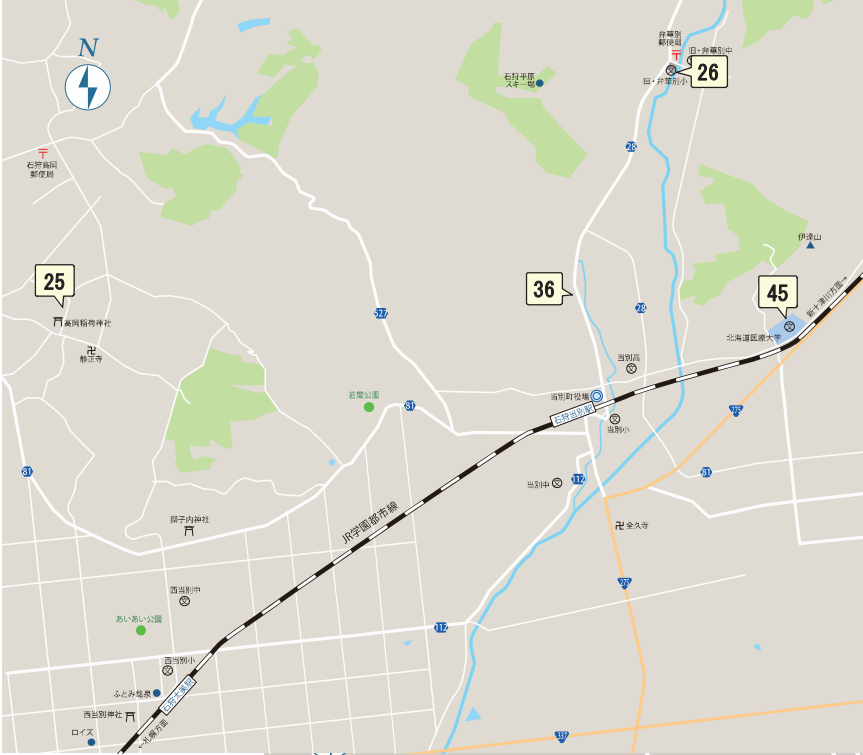 N
弁華別
郵便局
旧・弁華別中
26
旧・弁華別小
石狩平原
スキー場
28
石狩高岡
郵便局
伊達山
25
36
45
新十津川方面→
28
527
高岡稲荷神社
北海道医療大学
静正寺
当別高
若葉公園
当別町役場
81
石狩当別駅
275
当別小
81
81
当別中
112
獅子内神社
JR学園都市線
全久寺
275
西当別中
あいあい公園
112
西当別小
石狩太美駅
ふとみ銘泉
西当別神社
←札幌方面
ロイズ
337